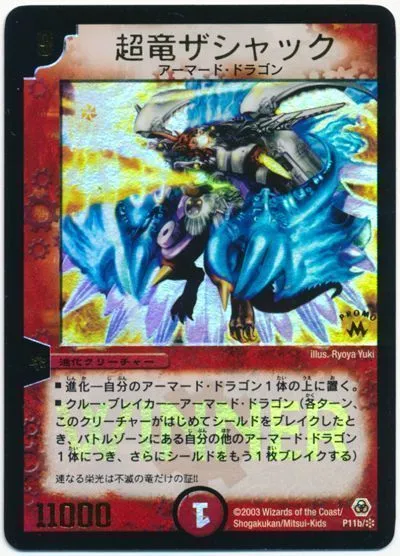 超竜ザシャック
アーマード・ドラゴン
PROMO
illus. Ryoya Yuki
進化クリーチャー
■ 進化―自分のアーマード・ドラゴン1体の上に置く。
■ クルー・ブレイカー――アーマード・ドラゴン (各ターン、
このクリーチャーがはじめてシールドをブレイクしたと
き、バトルゾーンにある自分の他のアーマード・ドラゴン
1体につき、さらにシールドをもう1枚ブレイクする)
WINNER
連なる栄光は不滅の竜だけの証!!
11000
1
©2003 Wizards of the Coast/
Shogakukan/Mitsui-Kids
P11b/